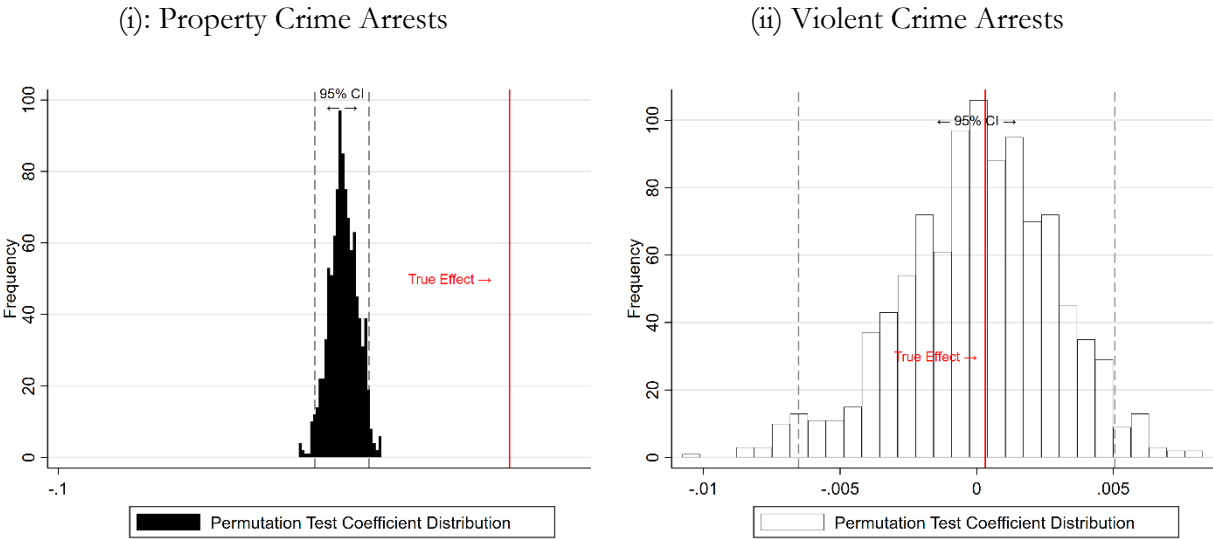 (i): Property Crime Arrests
(ii) Violent Crime Arrests
95% CI
← →
True Effect →
Frequency
0
20
40
60
80
100
-.1
Permutation Test Coefficient Distribution
← 95% CI →
True Effect →
Frequency
0
20
40
60
80
100
-.01
-.005
0
.005
Permutation Test Coefficient Distribution